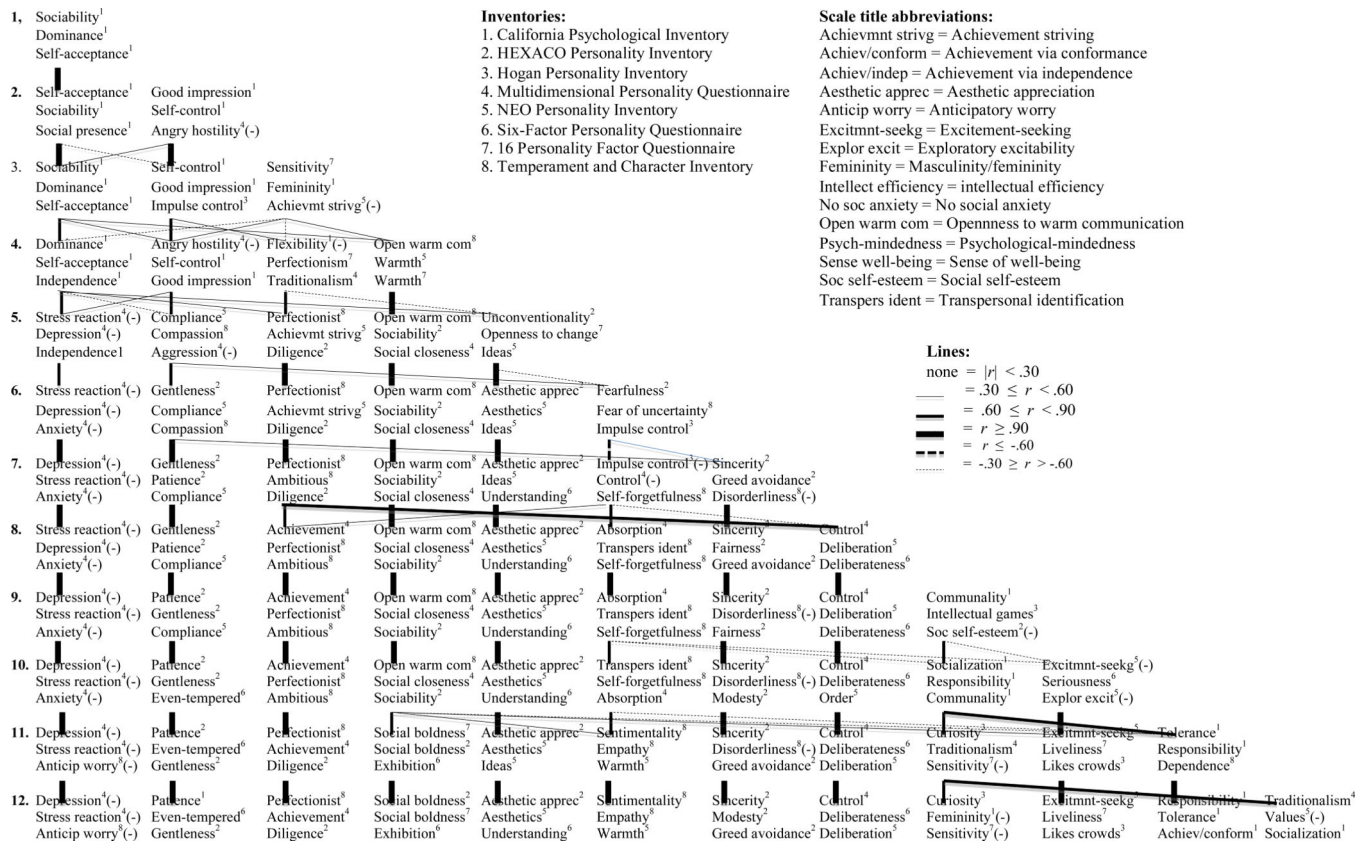 1, Sociability¹
Dominance¹
Self-acceptance¹
2. Self-acceptance¹ Good impression¹
Sociability¹ Self-control¹
Social presence¹ Angry hostility⁴(-)
3. Sociability¹ Self-control¹ Sensitivity⁷
Dominance¹ Good impression¹ Femininity¹
Self-acceptance¹ Impulse control³ Achievmt strivg⁵(-)
4. Dominance¹ Angry hostility⁴(-) Flexibility¹(-) Open warm com⁸
Self-acceptance¹ Self-control¹ Perfectionism⁷ Warmth⁵
Independence¹ Good impression¹ Traditionalism⁴ Warmth⁷
5. Stress reaction⁴(-) Compliance⁵ Perfectionist⁸ Open warm com⁸ Unconventionality²
Depression⁴(-) Compassion⁸ Achievmt strivg⁵ Sociability² Openness to change⁷
Independence1 Aggression⁴(-) Diligence² Social closeness⁴ Ideas⁵
6. Stress reaction⁴(-) Gentleness² Perfectionist⁸ Open warm com⁸ Aesthetic apprec² Fearfulness²
Depression⁴(-) Compliance⁵ Achievmt strivg⁵ Sociability² Aesthetics⁵ Fear of uncertainty⁸
Anxiety⁴(-) Compassion⁸ Diligence² Social closeness⁴ Ideas⁵ Impulse control³
7. Depression⁴(-) Gentleness² Perfectionist⁸ Open warm com⁸ Aesthetic apprec² Impulse control³(-) Sincerity²
Stress reaction⁴(-) Patience² Ambitious⁸ Sociability² Ideas⁵ Control⁴(-) Greed avoidance²
Anxiety⁴(-) Compliance⁵ Diligence² Social closeness⁴ Understanding⁶ Self-forgetfulness⁸ Disorderliness⁸(-)
8. Stress reaction⁴(-) Gentleness² Achievement⁴ Open warm com⁸ Aesthetic apprec² Absorption⁴ Sincerity² Control⁴
Depression⁴(-) Patience² Perfectionist⁸ Social closeness⁴ Aesthetics⁵ Transpers ident⁸ Fairness² Deliberation⁵
Anxiety⁴(-) Compliance⁵ Ambitious⁸ Sociability² Understanding⁶ Self-forgetfulness⁸ Greed avoidance² Deliberateness⁶
9. Depression⁴(-) Patience² Achievement⁴ Open warm com⁸ Aesthetic apprec² Absorption⁴ Sincerity² Control⁴ Communality¹
Stress reaction⁴(-) Gentleness² Perfectionist⁸ Social closeness⁴ Aesthetics⁵ Transpers ident⁸ Disorderliness⁸(-) Deliberation⁵ Intellectual games³
Anxiety⁴(-) Compliance⁵ Ambitious⁸ Sociability² Understanding⁶ Self-forgetfulness⁸ Fairness² Deliberateness⁶ Soc self-esteem²(-)
10. Depression⁴(-) Patience² Achievement⁴ Open warm com⁸ Aesthetic apprec² Transpers ident⁸ Sincerity² Control⁴ Socialization¹ Excitmnt-seekg⁵(-)
Stress reaction⁴(-) Gentleness² Perfectionist⁸ Social closeness⁴ Aesthetics⁵ Self-forgetfulness⁸ Disorderliness⁸(-) Deliberateness⁶ Responsibility¹ Seriousness⁶
Anxiety⁴(-) Even-tempered⁶ Ambitious⁸ Sociability² Understanding⁶ Absorption⁴ Modesty² Order⁵ Communality¹ Explor excit⁵(-)
11. Depression⁴(-) Patience² Perfectionist⁸ Social boldness⁷ Aesthetic apprec² Sentimentality⁸ Sincerity² Control⁴ Curiosity³ Excitmnt-seekg⁵ Tolerance¹
Stress reaction⁴(-) Even-tempered⁶ Achievement⁴ Social boldness² Aesthetics⁵ Empathy⁸ Disorderliness⁸(-) Deliberateness⁶ Traditionalism⁴ Liveliness⁷ Responsibility¹
Anticip worry⁸(-) Gentleness² Diligence² Exhibition⁶ Ideas⁵ Warmth⁵ Greed avoidance² Deliberation⁵ Sensitivity⁷(-) Likes crowds³ Dependence⁸
12. Depression⁴(-) Patience¹ Perfectionist⁸ Social boldness² Aesthetic apprec² Sentimentality⁸ Sincerity² Control⁴ Curiosity³ Excitmnt-seekg⁵ Responsibility¹ Traditionalism⁴
Stress reaction⁴(-) Even-tempered⁶ Achievement⁴ Social boldness⁷ Aesthetics⁵ Empathy⁸ Modesty² Deliberateness⁶ Femininity¹(-) Liveliness⁷ Tolerance¹ Values⁵(-)
Anticip worry⁸(-) Gentleness² Diligence² Exhibition⁶ Understanding⁶ Warmth⁵ Greed avoidance² Deliberation⁵ Sensitivity⁷(-) Likes crowds³ Achiev/conform¹ Socialization¹
Inventories:
1. California Psychological Inventory
2. HEXACO Personality Inventory
3. Hogan Personality Inventory
4. Multidimensional Personality Questionnaire
5. NEO Personality Inventory
6. Six-Factor Personality Questionnaire
7. 16 Personality Factor Questionnaire
8. Temperament and Character Inventory
Scale title abbreviations:
Achievmnt strivg = Achievement striving
Achiev/conform = Achievement via conformance
Achiev/indep = Achievement via independence
Aesthetic apprec = Aesthetic appreciation
Anticip worry = Anticipatory worry
Excitmnt-seekg = Excitement-seeking
Explor excit = Exploratory excitability
Femininity = Masculinity/femininity
Intellect efficiency = intellectual efficiency
No soc anxiety = No social anxiety
Open warm com = Opennness to warm communication
Psych-mindedness = Psychological-mindedness
Sense well-being = Sense of well-being
Soc self-esteem = Social self-esteem
Transpers ident = Transpersonal identification
Lines:
none = |r| < .30
= .30 ≤ r < .60
= .60 ≤ r < .90
= r ≥ .90
= r ≤ -.60
= -.30 ≥ r > -.60